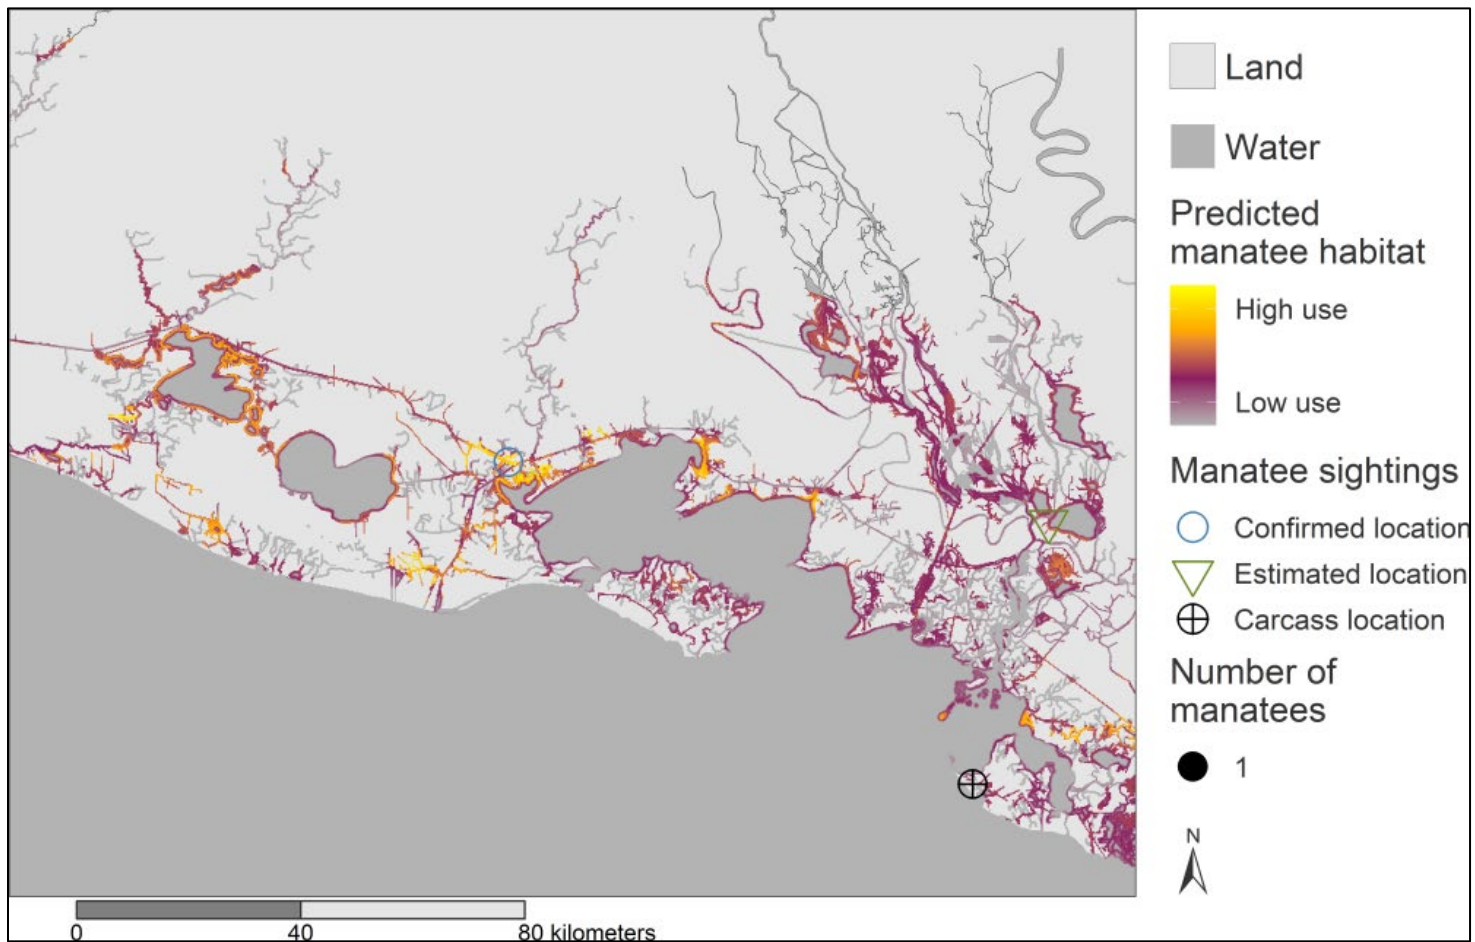 Land
Water
Predicted
manatee habitat
High use
Low use
Manatee sightings
Confirmed location
Estimated location
Carcass location
Number of
manatees
1
N
0 40 80 kilometers